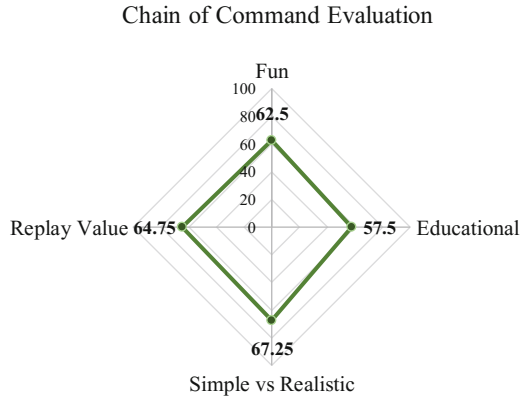 Chain of Command Evaluation
Fun
100
80
62.5
60
40
20
0
Replay Value
64.75
57.5
Educational
67.25
Simple vs Realistic